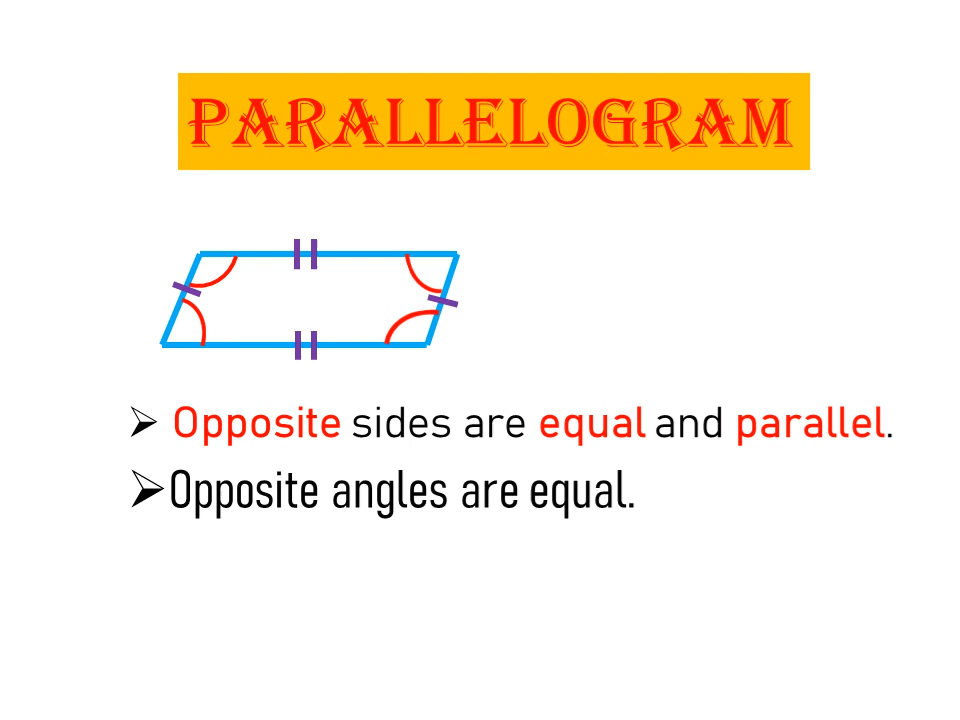 PARALLELOGRAM
➢ Opposite sides are equal and parallel.
➢Opposite angles are equal.